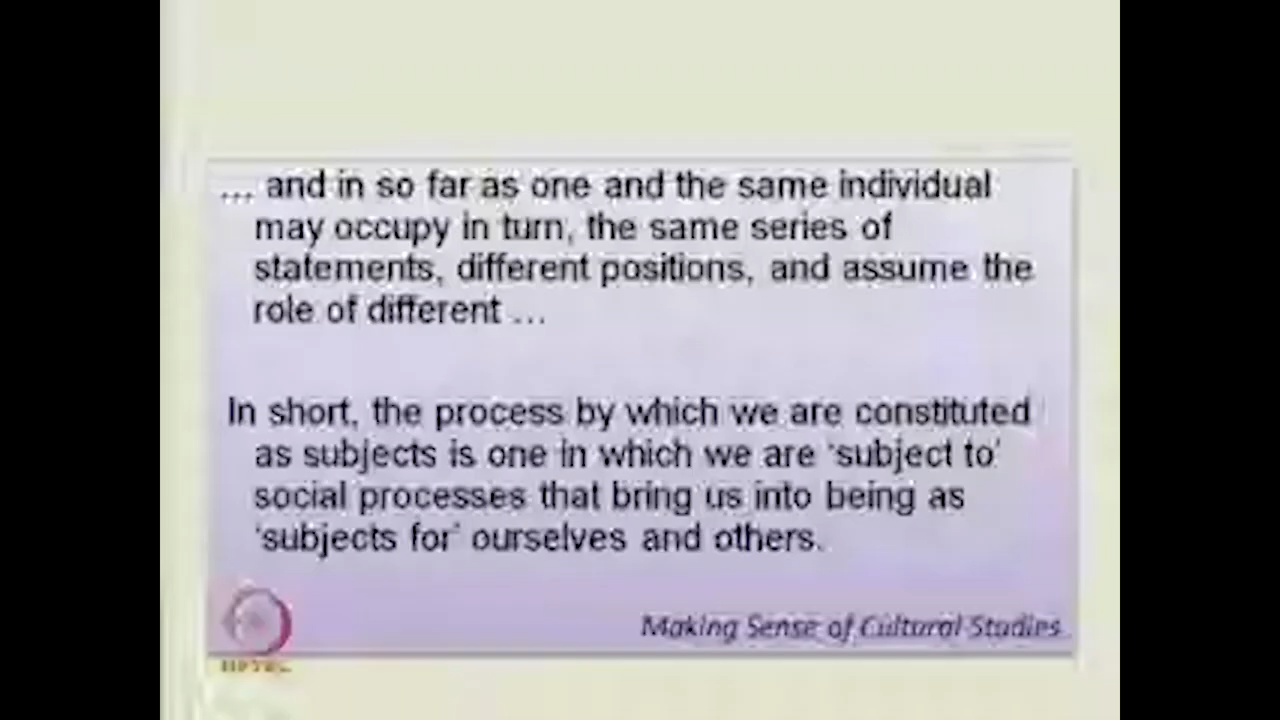 ... and in so far as one and the same individual
may occupy in turn, the same series of
statements, different positions, and assume the
role of different ...
In short, the process by which we are constituted
as subjects is one in which we are 'subject to'
social processes that bring us into being as
'subjects for' ourselves and others.
Making Sense of Cultural Studies
NPTEL